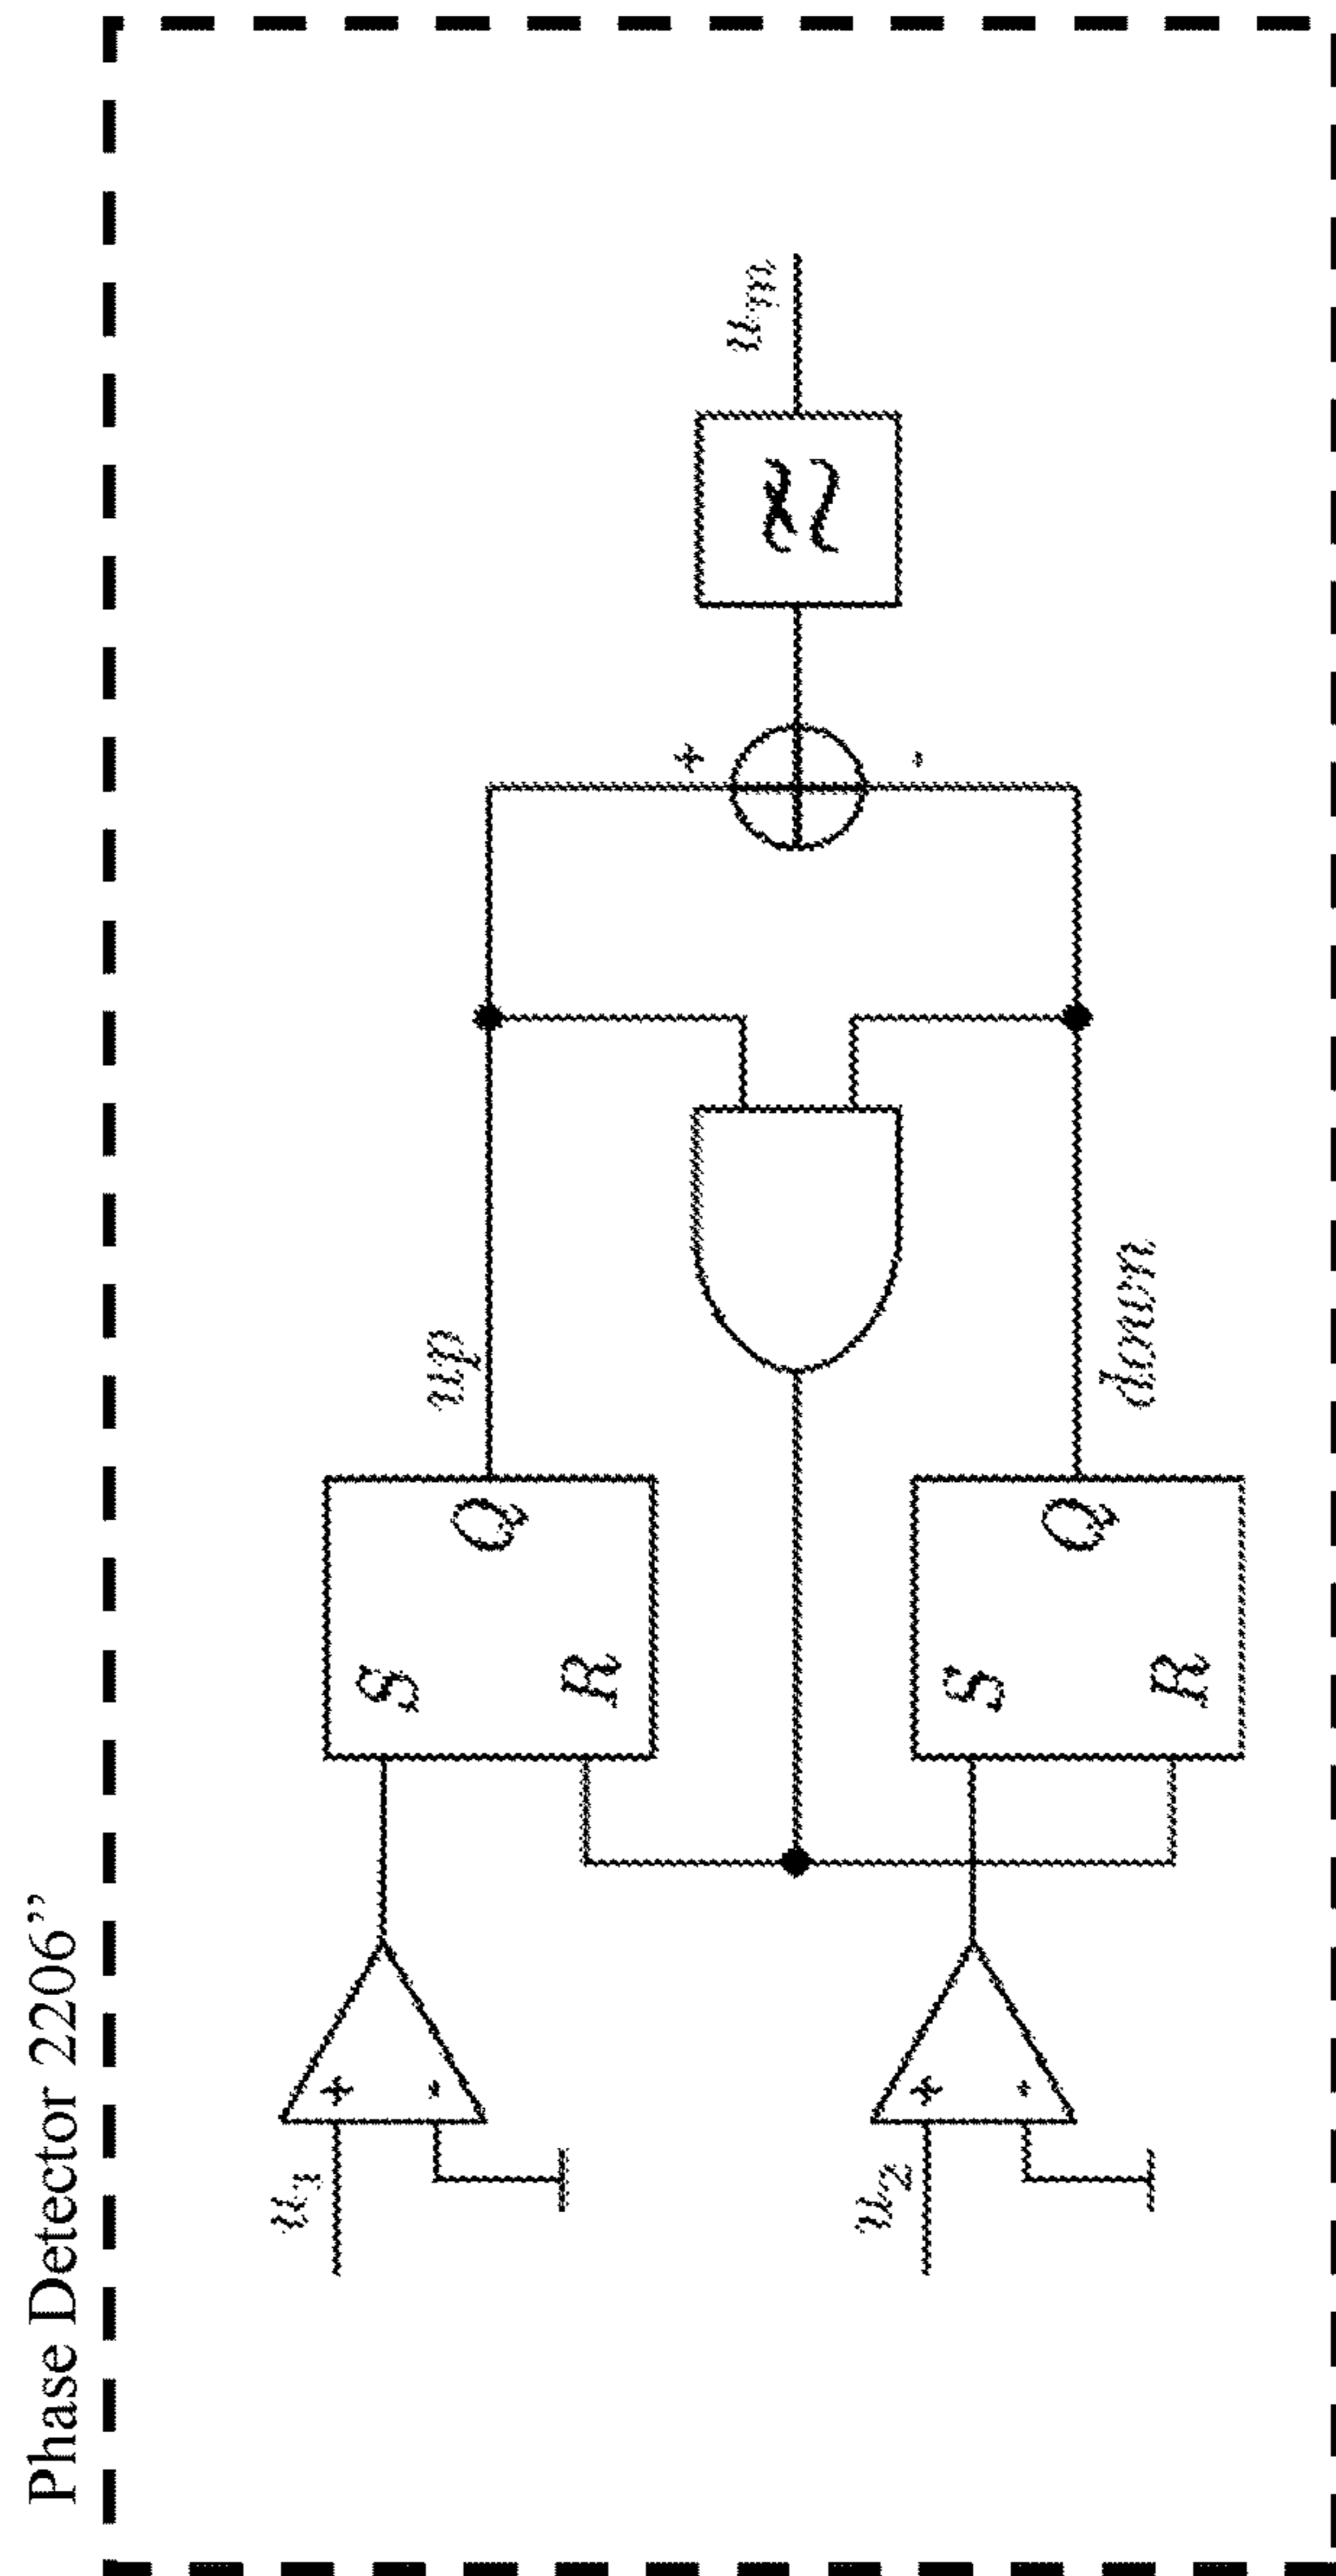 Phase Detector 2206”
u1
+
-
S
R
Q
up
u2
+
-
S
R
Q
down
+
-
um